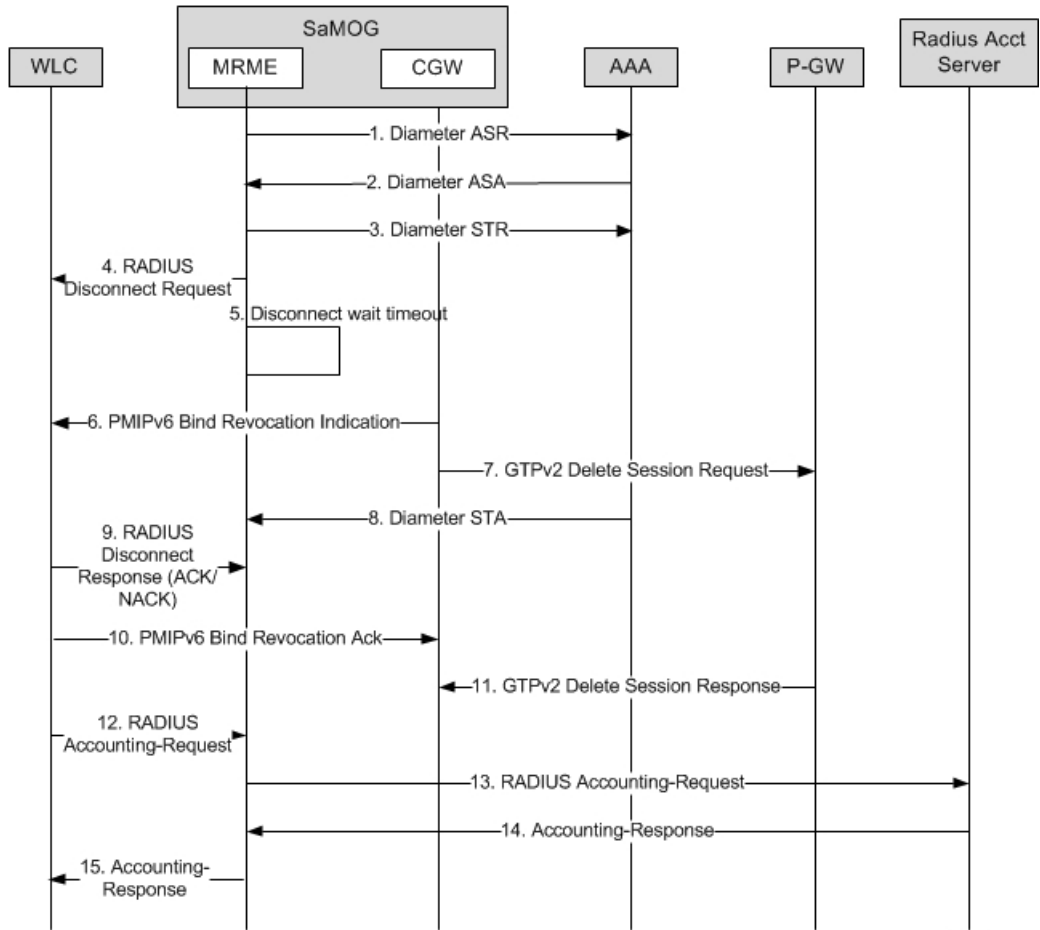 SaMOG
WLC
MRME
CGW
AAA
P-GW
Radius Acct
Server
1. Diameter ASR
2. Diameter ASA
3. Diameter STR
4. RADIUS
Disconnect Request
5. Disconnect wait timeout
6. PMIPv6 Bind Revocation Indication
7. GTPv2 Delete Session Request
8. Diameter STA
9. RADIUS
Disconnect
Response (ACK/
NACK)
10. PMIPv6 Bind Revocation Ack
11. GTPv2 Delete Session Response
12. RADIUS
Accounting-Request
13. RADIUS Accounting-Request
14. Accounting-Response
15. Accounting-
Response